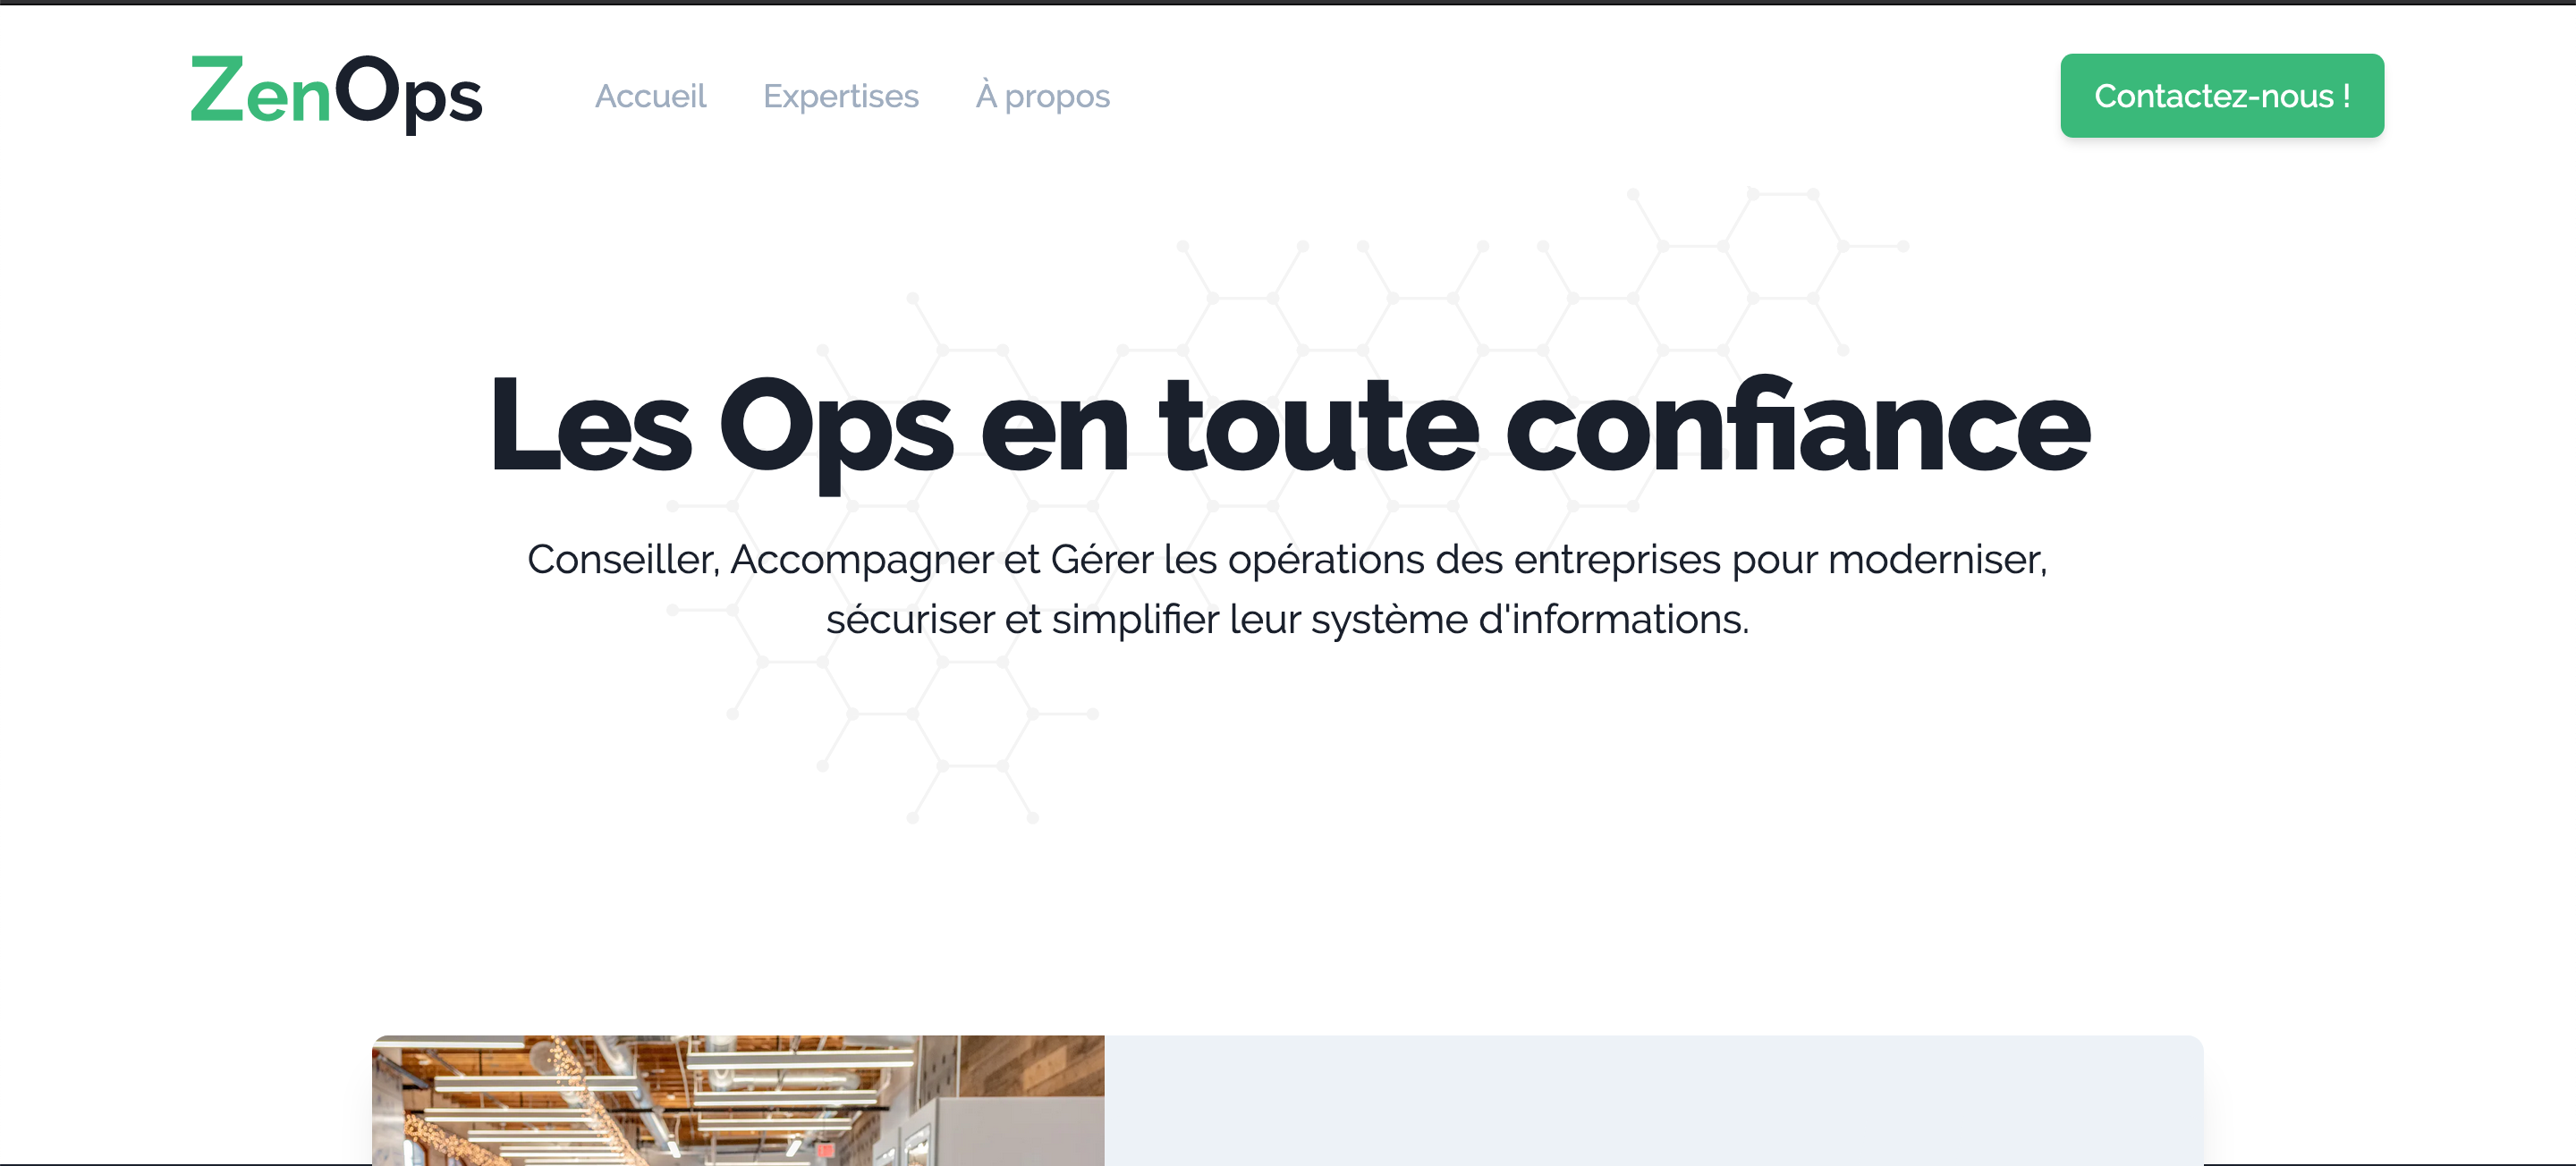 ZenOps
Accueil
Expertises
À propos
Contactez-nous !
Les Ops en toute confiance
Conseiller, Accompagner et Gérer les opérations des entreprises pour moderniser,
sécuriser et simplifier leur système d'informations.